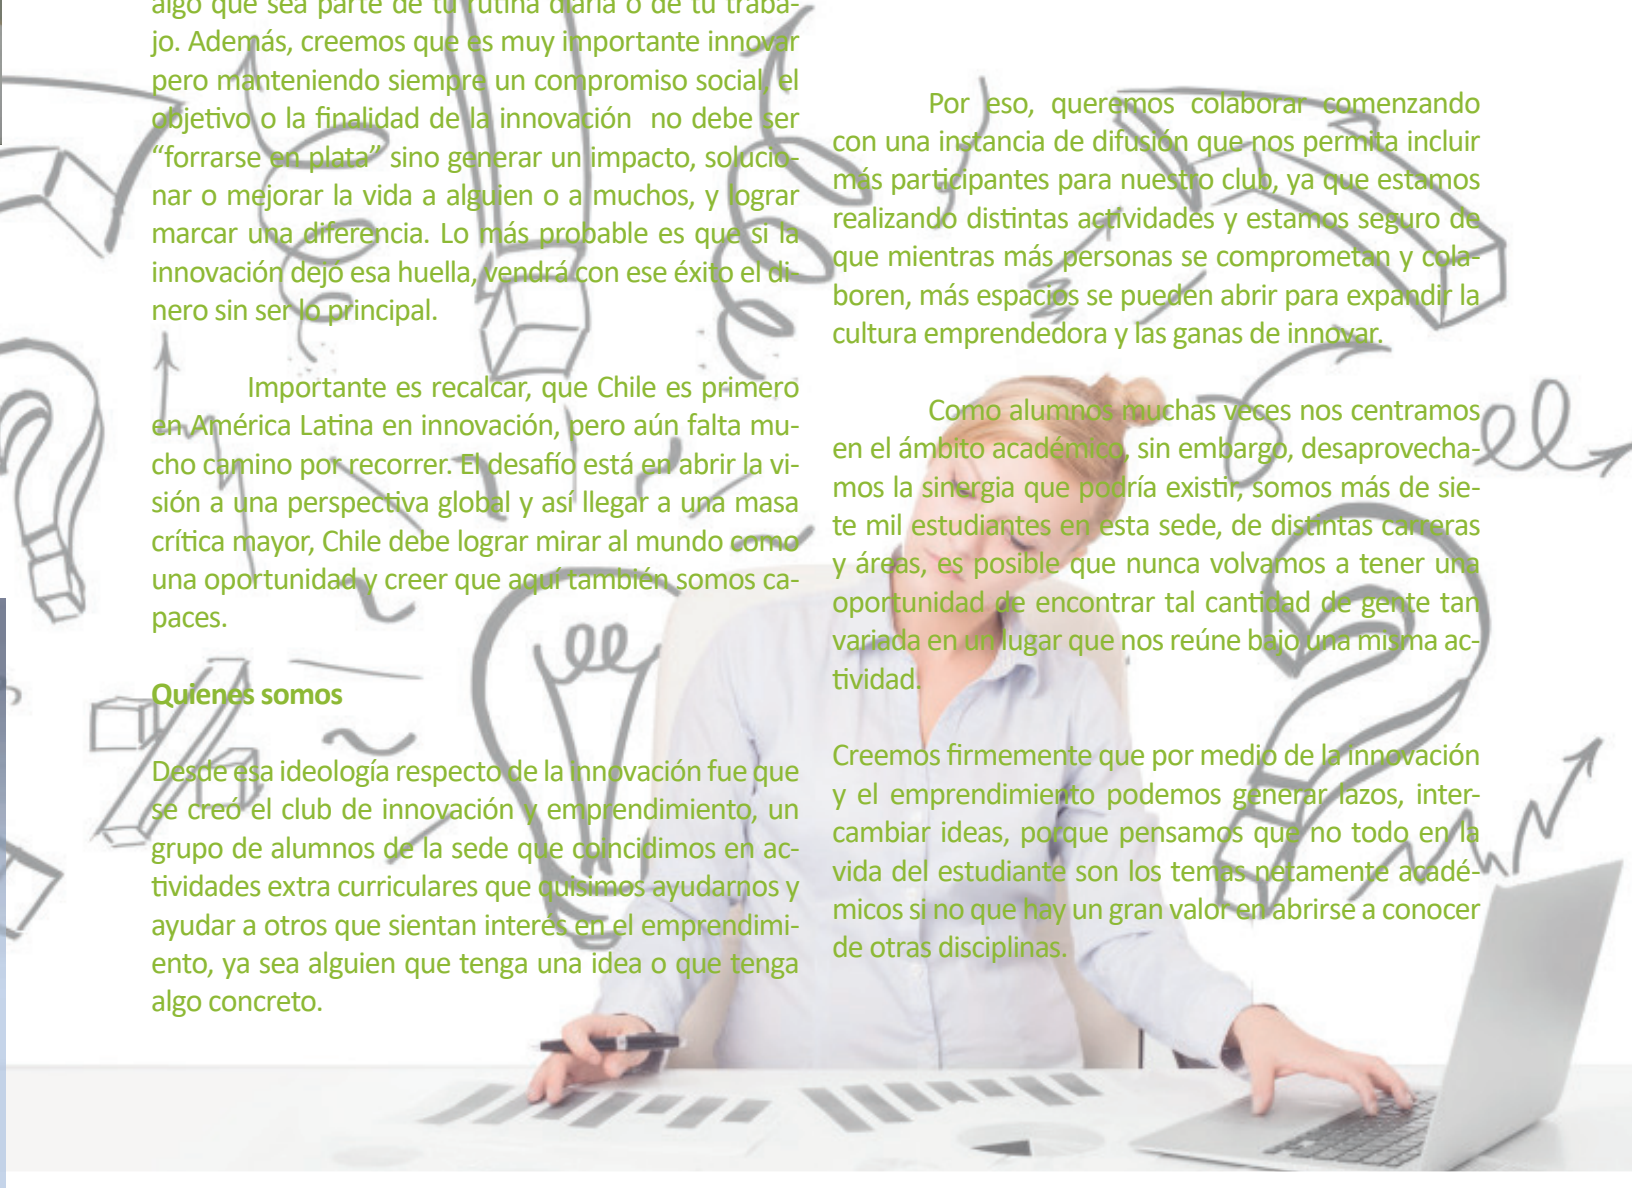 algo que sea parte de tu rutina diaria o de tu traba-
jo. Además, creemos que es muy importante innovar
pero manteniendo siempre un compromiso social, el
objetivo o la finalidad de la innovación  no debe ser
“forrarse en plata” sino generar un impacto, solucio-
nar o mejorar la vida a alguien o a muchos, y lograr
marcar una diferencia. Lo más probable es que si la
innovación dejó esa huella, vendrá con ese éxito el di-
nero sin ser lo principal.
Importante es recalcar, que Chile es primero
en América Latina en innovación, pero aún falta mu-
cho camino por recorrer. El desafío está en abrir la vi-
sión a una perspectiva global y así llegar a una masa
crítica mayor, Chile debe lograr mirar al mundo como
una oportunidad y creer que aquí también somos ca-
paces.
Quienes somos
Desde esa ideología respecto de la innovación fue que
se creó el club de innovación y emprendimiento, un
grupo de alumnos de la sede que coincidimos en ac-
tividades extra curriculares que quisimos ayudarnos y
ayudar a otros que sientan interés en el emprendimi-
ento, ya sea alguien que tenga una idea o que tenga
algo concreto.
Por eso, queremos colaborar comenzando
con una instancia de difusión que nos permita incluir
más participantes para nuestro club, ya que estamos
realizando distintas actividades y estamos seguro de
que mientras más personas se comprometan y cola-
boren, más espacios se pueden abrir para expandir la
cultura emprendedora y las ganas de innovar.
Como alumnos muchas veces nos centramos
en el ámbito académico, sin embargo, desaprovecha-
mos la sinergia que podría existir, somos más de sie-
te mil estudiantes en esta sede, de distintas carreras
y áreas, es posible que nunca volvamos a tener una
oportunidad de encontrar tal cantidad de gente tan
variada en un lugar que nos reúne bajo una misma ac-
tividad.
Creemos firmemente que por medio de la innovación
y el emprendimiento podemos generar lazos, inter-
cambiar ideas, porque pensamos que no todo en la
vida del estudiante son los temas netamente acadé-
micos si no que hay un gran valor en abrirse a conocer
de otras disciplinas.